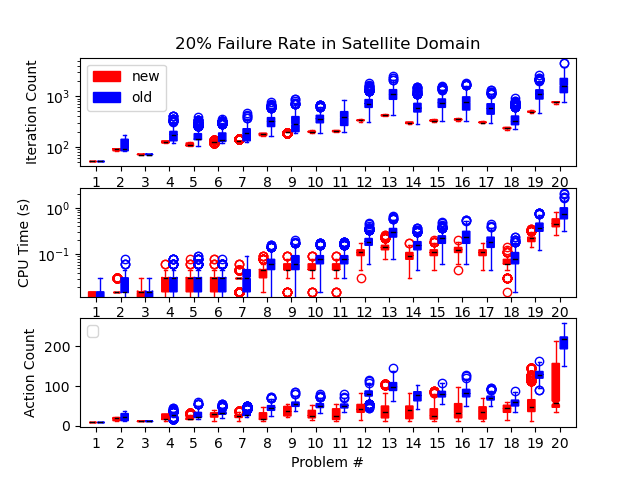 20% Failure Rate in Satellite Domain
Iteration Count
10³
10²
new
old
1 2 3 4 5 6 7 8 9 10 11 12 13 14 15 16 17 18 19 20
CPU Time (s)
10⁰
10⁻¹
1 2 3 4 5 6 7 8 9 10 11 12 13 14 15 16 17 18 19 20
Action Count
200
100
0
1 2 3 4 5 6 7 8 9 10 11 12 13 14 15 16 17 18 19 20
Problem #